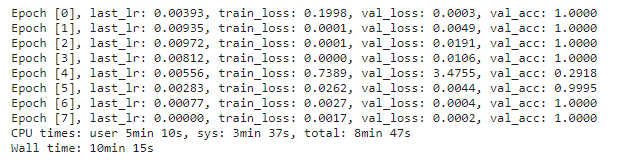 Epoch [0], last_lr: 0.00393, train_loss: 0.1998, val_loss: 0.0003, val_acc: 1.0000
Epoch [1], last_lr: 0.00935, train_loss: 0.0001, val_loss: 0.0049, val_acc: 1.0000
Epoch [2], last_lr: 0.00972, train_loss: 0.0001, val_loss: 0.0191, val_acc: 1.0000
Epoch [3], last_lr: 0.00812, train_loss: 0.0000, val_loss: 0.0106, val_acc: 1.0000
Epoch [4], last_lr: 0.00556, train_loss: 0.7389, val_loss: 3.4755, val_acc: 0.2918
Epoch [5], last_lr: 0.00283, train_loss: 0.0262, val_loss: 0.0044, val_acc: 0.9995
Epoch [6], last_lr: 0.00077, train_loss: 0.0027, val_loss: 0.0004, val_acc: 1.0000
Epoch [7], last_lr: 0.00000, train_loss: 0.0017, val_loss: 0.0002, val_acc: 1.0000
CPU times: user 5min 10s, sys: 3min 37s, total: 8min 47s
Wall time: 10min 15s